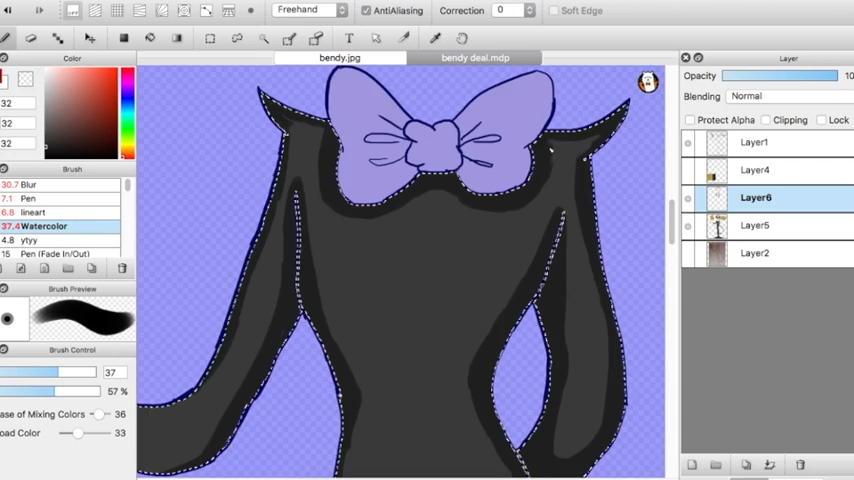 Freehand AntiAliasing Correction 0 Soft Edge
bendy.jpg bendy deal.mdp
Color Layer
32
32
32
Opacity 10
Blending Normal
Protect Alpha Clipping Lock
Layer1
Layer4
Layer6
Layer5
Layer2
Brush
30.7 Blur
7.1 Pen
6.8 lineart
37.4 Watercolor
4.8 ytyy
15 Pen (Fade In/Out)
Brush Preview
Brush Control
37
57 %
ase of Mixing Colors 36
oad Color 33